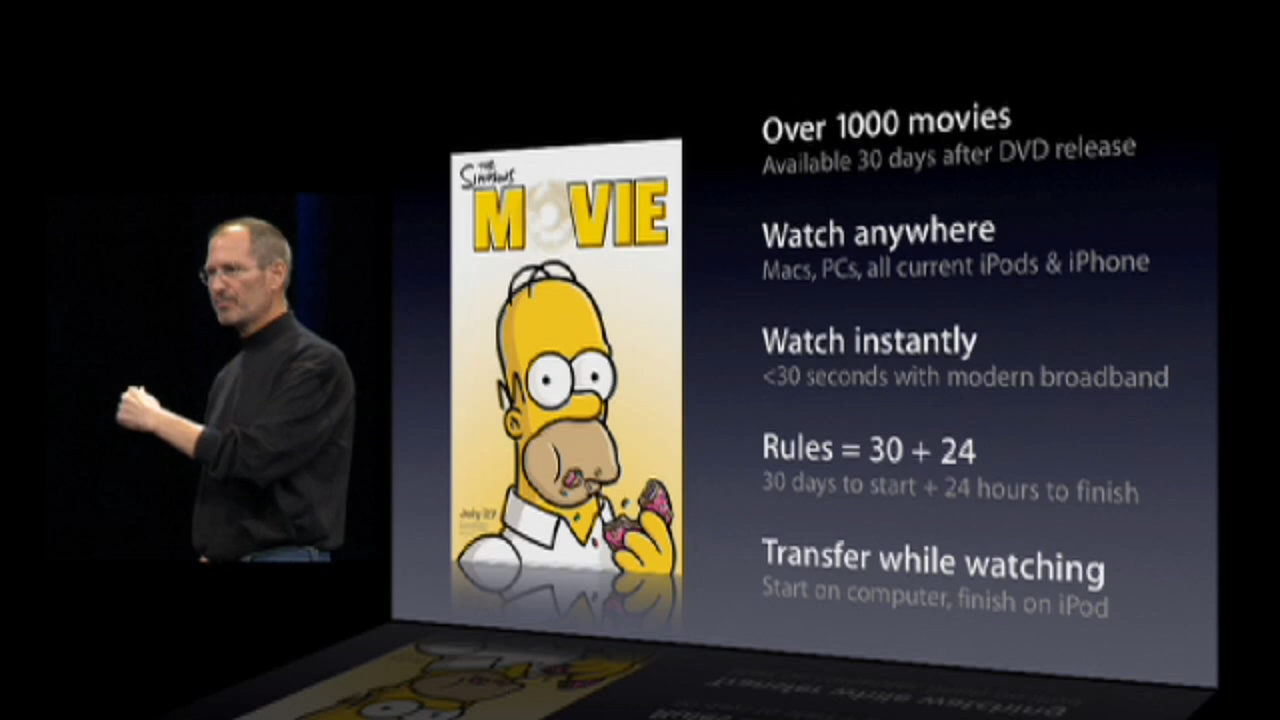 THE
SIMPSONS
MOVIE
July 27
Over 1000 movies
Available 30 days after DVD release
Watch anywhere
Macs, PCs, all current iPods & iPhone
Watch instantly
<30 seconds with modern broadband
Rules = 30 + 24
30 days to start + 24 hours to finish
Transfer while watching
Start on computer, finish on iPod